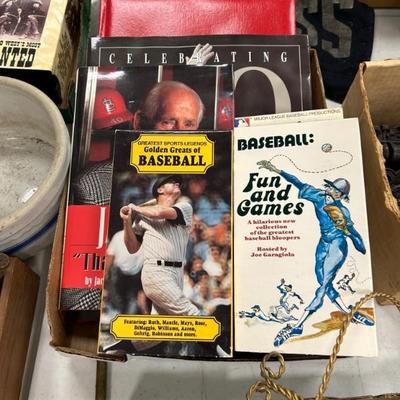 WEST'S MOST
CELEBRATING
GREATEST SPORTS LEGENDS
Golden Greats of
BASEBALL
Featuring: Ruth, Mantle, Mays, Rose,
DiMaggio, Williams, Aaron,
Gehrig, Robinson and more.
MAJOR LEAGUE BASEBALL PRODUCTIONS
BASEBALL:
Fun
and
Games
A hilarious new
collection of
the greatest
baseball bloopers
Hosted by
Joe Garagiola